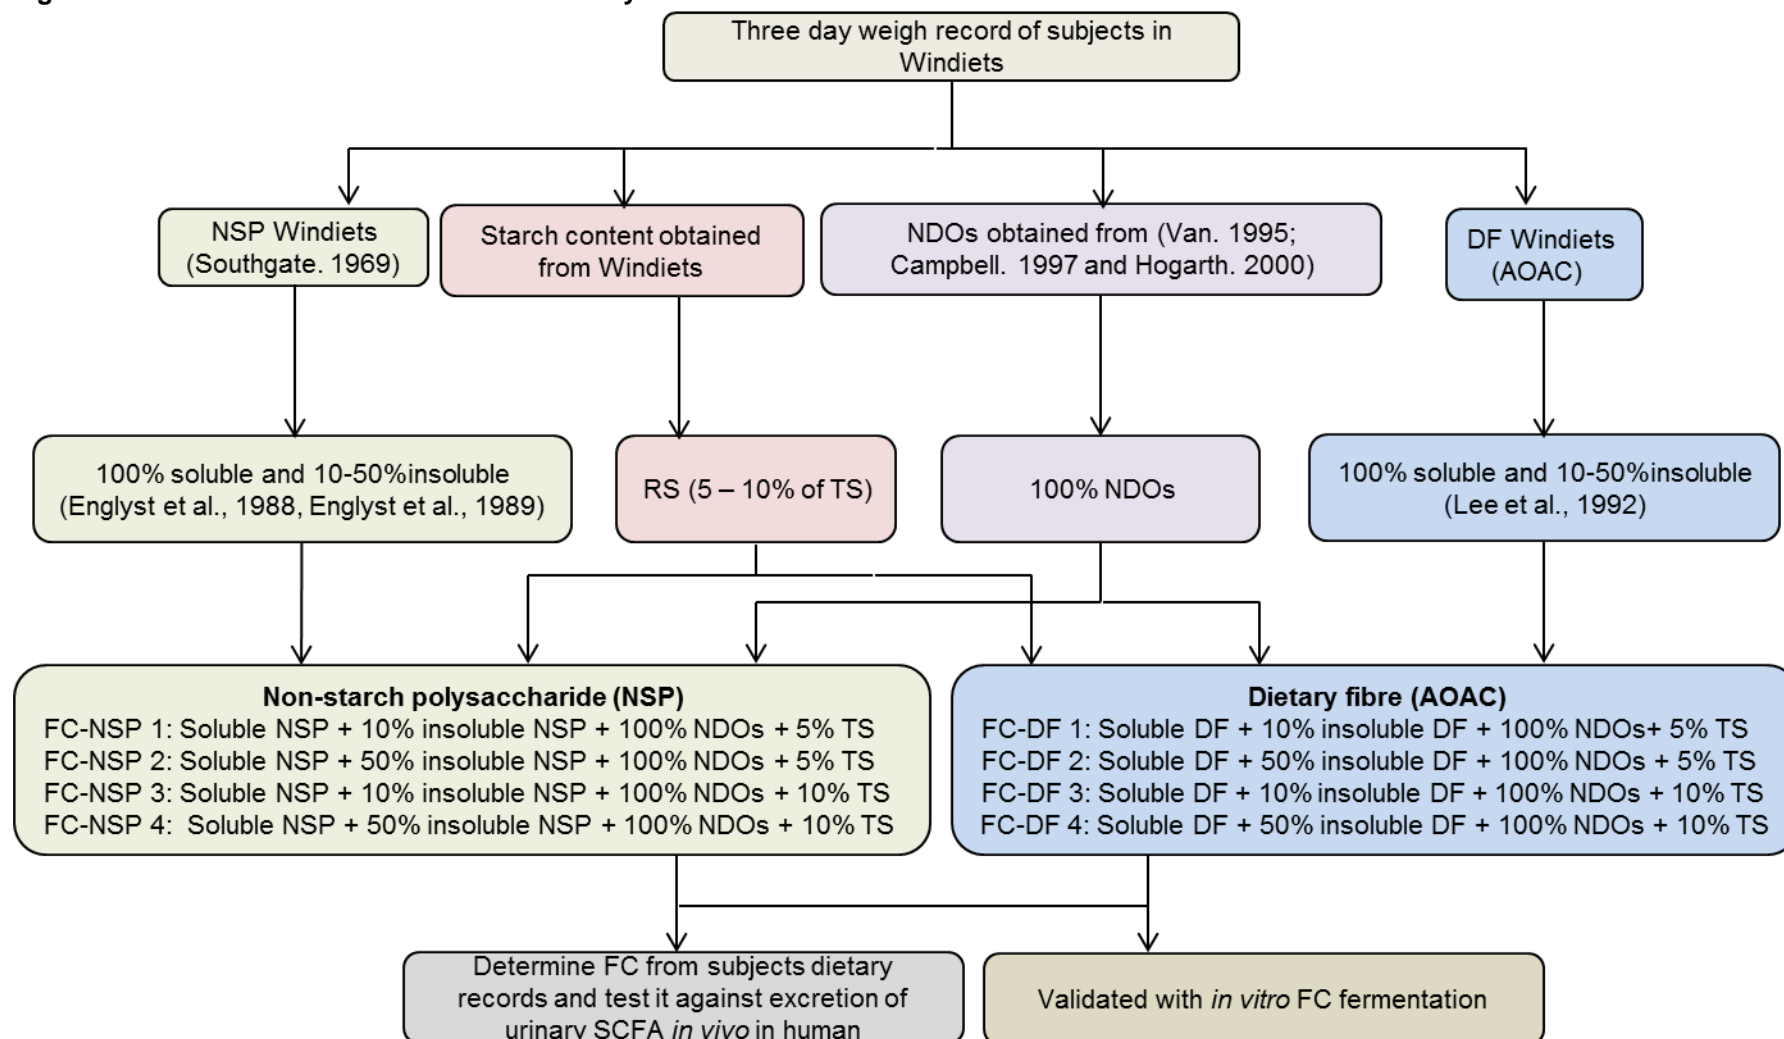 Three day weigh record of subjects in
Windiets
NSP Windiets
(Southgate. 1969)
Starch content obtained
from Windiets
NDOs obtained from (Van. 1995;
Campbell. 1997 and Hogarth. 2000)
DF Windiets
(AOAC)
100% soluble and 10-50%insoluble
(Englyst et al., 1988, Englyst et al., 1989)
RS (5 – 10% of TS)
100% NDOs
100% soluble and 10-50%insoluble
(Lee et al., 1992)
Non-starch polysaccharide (NSP)
FC-NSP 1: Soluble NSP + 10% insoluble NSP + 100% NDOs + 5% TS
FC-NSP 2: Soluble NSP + 50% insoluble NSP + 100% NDOs + 5% TS
FC-NSP 3: Soluble NSP + 10% insoluble NSP + 100% NDOs + 10% TS
FC-NSP 4:  Soluble NSP + 50% insoluble NSP + 100% NDOs + 10% TS
Dietary fibre (AOAC)
FC-DF 1: Soluble DF + 10% insoluble DF + 100% NDOs+ 5% TS
FC-DF 2: Soluble DF + 50% insoluble DF + 100% NDOs + 5% TS
FC-DF 3: Soluble DF + 10% insoluble DF + 100% NDOs + 10% TS
FC-DF 4: Soluble DF + 50% insoluble DF + 100% NDOs + 10% TS
Determine FC from subjects dietary
records and test it against excretion of
urinary SCFA in vivo in human
Validated with in vitro FC fermentation